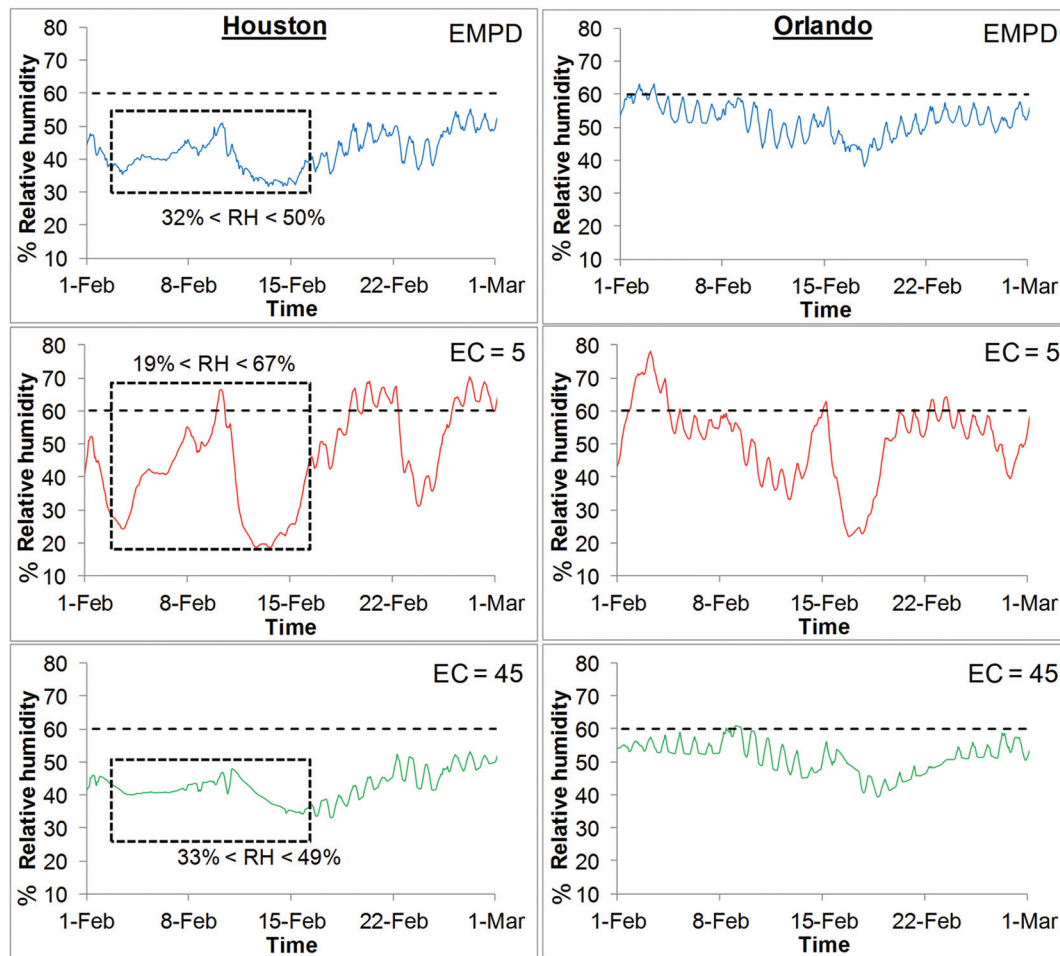 Houston
EMPD
% Relative humidity
80
70
60
50
40
30
20
10
32% < RH < 50%
1-Feb 8-Feb 15-Feb 22-Feb 1-Mar
Time
Orlando
EMPD
% Relative humidity
80
70
60
50
40
30
20
10
1-Feb 8-Feb 15-Feb 22-Feb 1-Mar
Time
EC = 5
19% < RH < 67%
% Relative humidity
80
70
60
50
40
30
20
10
1-Feb 8-Feb 15-Feb 22-Feb 1-Mar
Time
EC = 5
% Relative humidity
80
70
60
50
40
30
20
10
1-Feb 8-Feb 15-Feb 22-Feb 1-Mar
Time
EC = 45
% Relative humidity
80
70
60
50
40
30
20
10
33% < RH < 49%
1-Feb 8-Feb 15-Feb 22-Feb 1-Mar
Time
EC = 45
% Relative humidity
80
70
60
50
40
30
20
10
1-Feb 8-Feb 15-Feb 22-Feb 1-Mar
Time